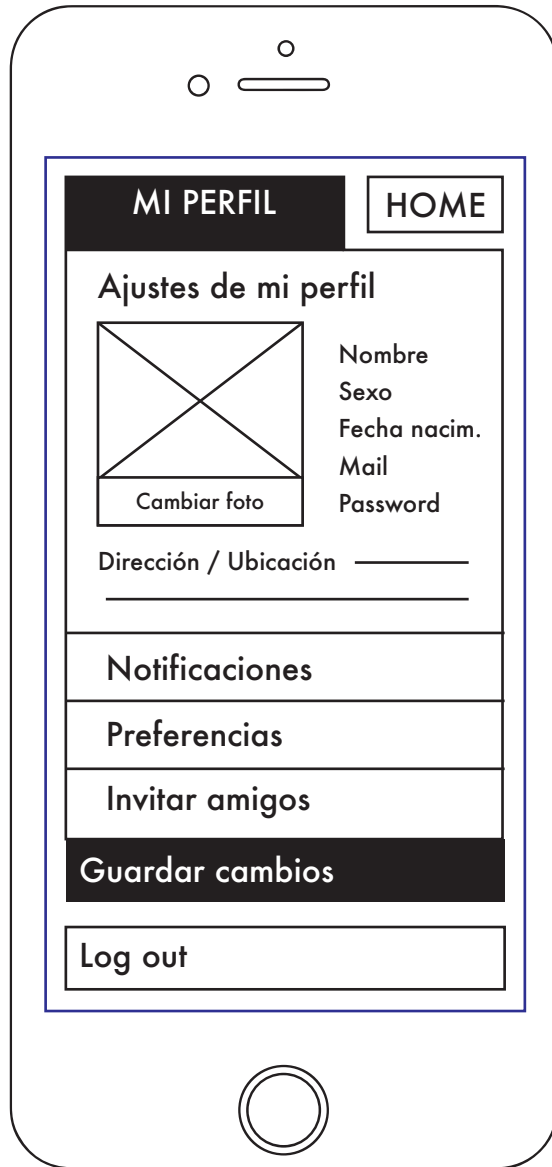 MI PERFIL
HOME
Ajustes de mi perfil
Nombre
Sexo
Fecha nacim.
Mail
Password
Cambiar foto
Dirección / Ubicación
Notificaciones
Preferencias
Invitar amigos
Guardar cambios
Log out